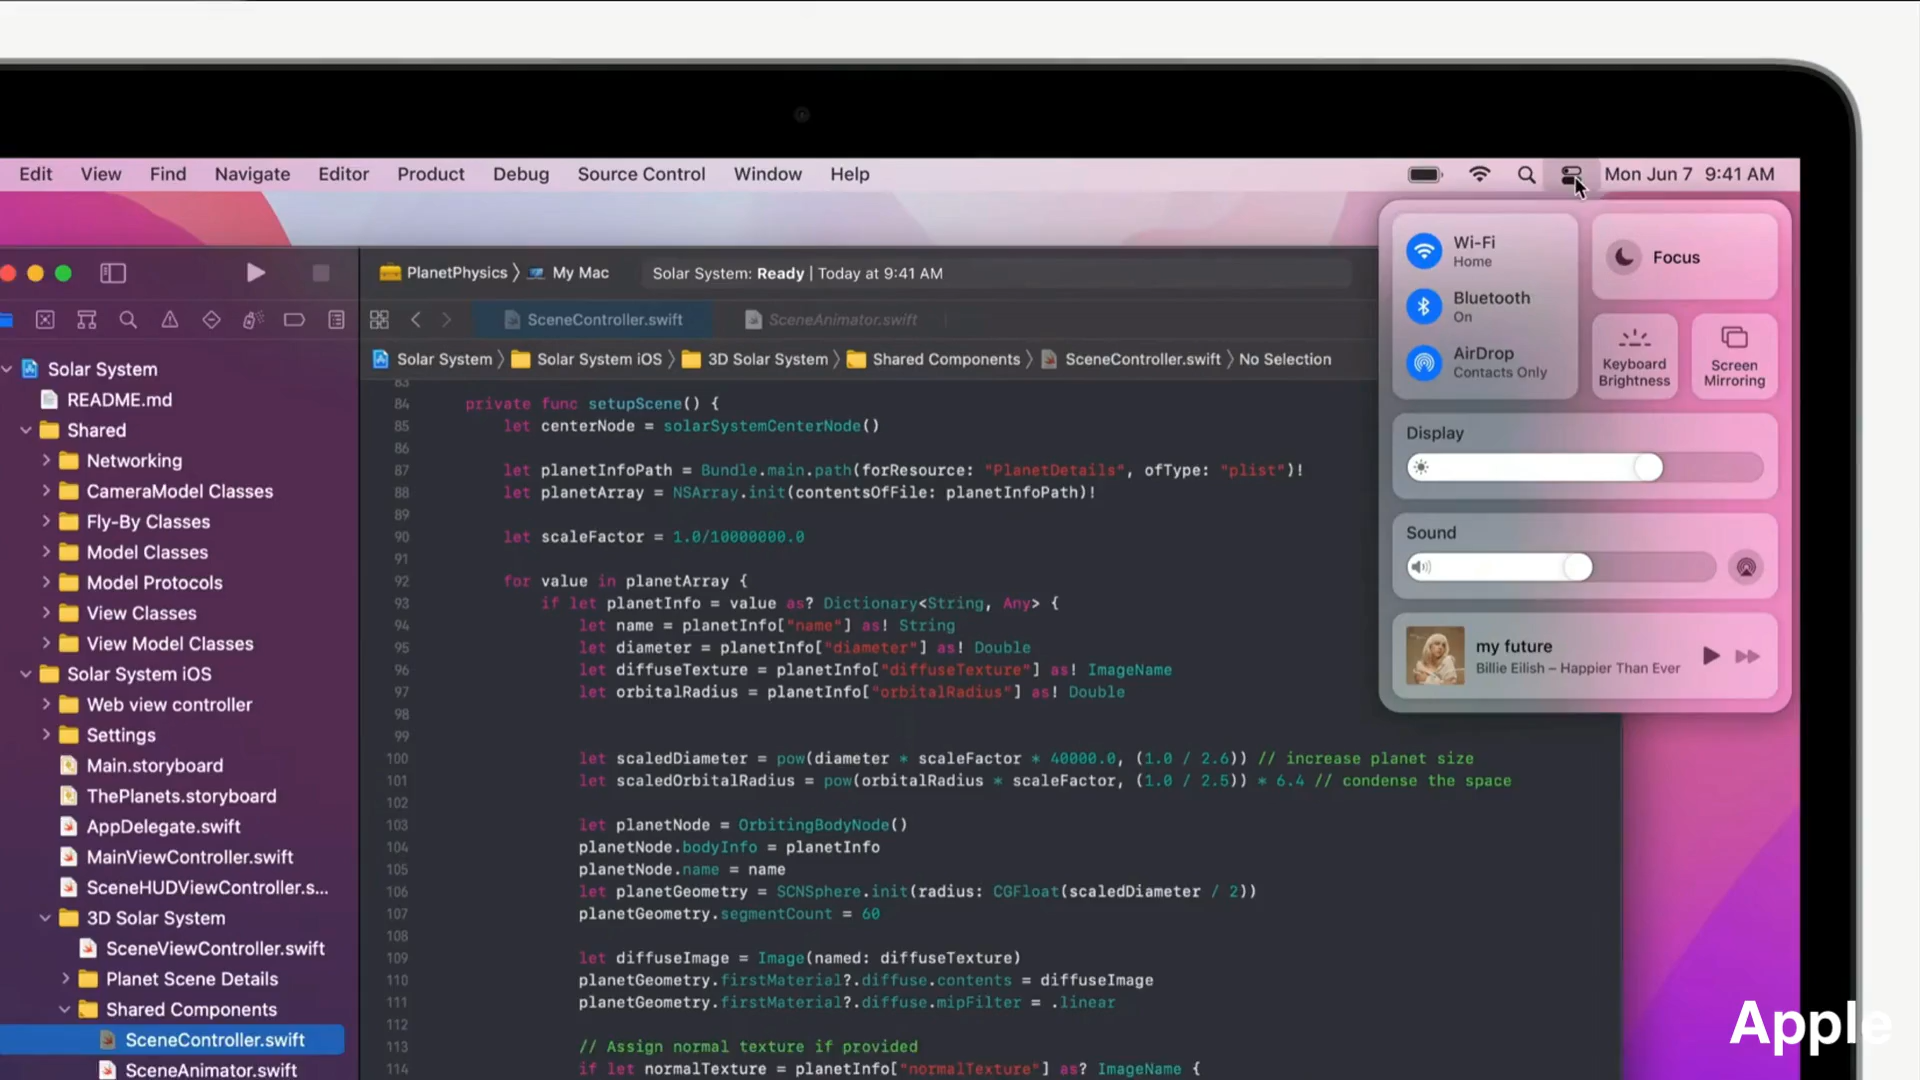 Edit View Find Navigate Editor Product Debug Source Control Window Help Mon Jun 7 9:41 AM
PlanetPhysics My Mac Solar System: Ready | Today at 9:41 AM
SceneController.swift SceneAnimator.swift
Solar System Solar System iOS 3D Solar System Shared Components SceneController.swift No Selection
Solar System
README.md
Shared
Networking
CameraModel Classes
Fly-By Classes
Model Classes
Model Protocols
View Classes
View Model Classes
Solar System iOS
Web view controller
Settings
Main.storyboard
ThePlanets.storyboard
AppDelegate.swift
MainViewController.swift
SceneHUDViewController.s...
3D Solar System
SceneViewController.swift
Planet Scene Details
Shared Components
SceneController.swift
SceneAnimator.swift
83
84 private func setupScene() {
85 let centerNode = solarSystemCenterNode()
86
87 let planetInfoPath = Bundle.main.path(forResource: "PlanetDetails", ofType: "plist")!
88 let planetArray = NSArray.init(contentsOfFile: planetInfoPath)!
89
90 let scaleFactor = 1.0/10000000.0
91
92 for value in planetArray {
93 if let planetInfo = value as? Dictionary<String, Any> {
94 let name = planetInfo["name"] as! String
95 let diameter = planetInfo["diameter"] as! Double
96 let diffuseTexture = planetInfo["diffuseTexture"] as! ImageName
97 let orbitalRadius = planetInfo["orbitalRadius"] as! Double
98
99
100 let scaledDiameter = pow(diameter * scaleFactor * 40000.0, (1.0 / 2.6)) // increase planet size
101 let scaledOrbitalRadius = pow(orbitalRadius * scaleFactor, (1.0 / 2.5)) * 6.4 // condense the space
102
103 let planetNode = OrbitingBodyNode()
104 planetNode.bodyInfo = planetInfo
105 planetNode.name = name
106 let planetGeometry = SCNSphere.init(radius: CGFloat(scaledDiameter / 2))
107 planetGeometry.segmentCount = 60
108
109 let diffuseImage = Image(named: diffuseTexture)
110 planetGeometry.firstMaterial?.diffuse.contents = diffuseImage
111 planetGeometry.firstMaterial?.diffuse.mipFilter = .linear
112
113 // Assign normal texture if provided
114 if let normalTexture = planetInfo["normalTexture"] as? ImageName {
Wi-Fi
Home
Bluetooth
On
AirDrop
Contacts Only
Focus
Keyboard
Brightness
Screen
Mirroring
Display
Sound
my future
Billie Eilish – Happier Than Ever
Apple